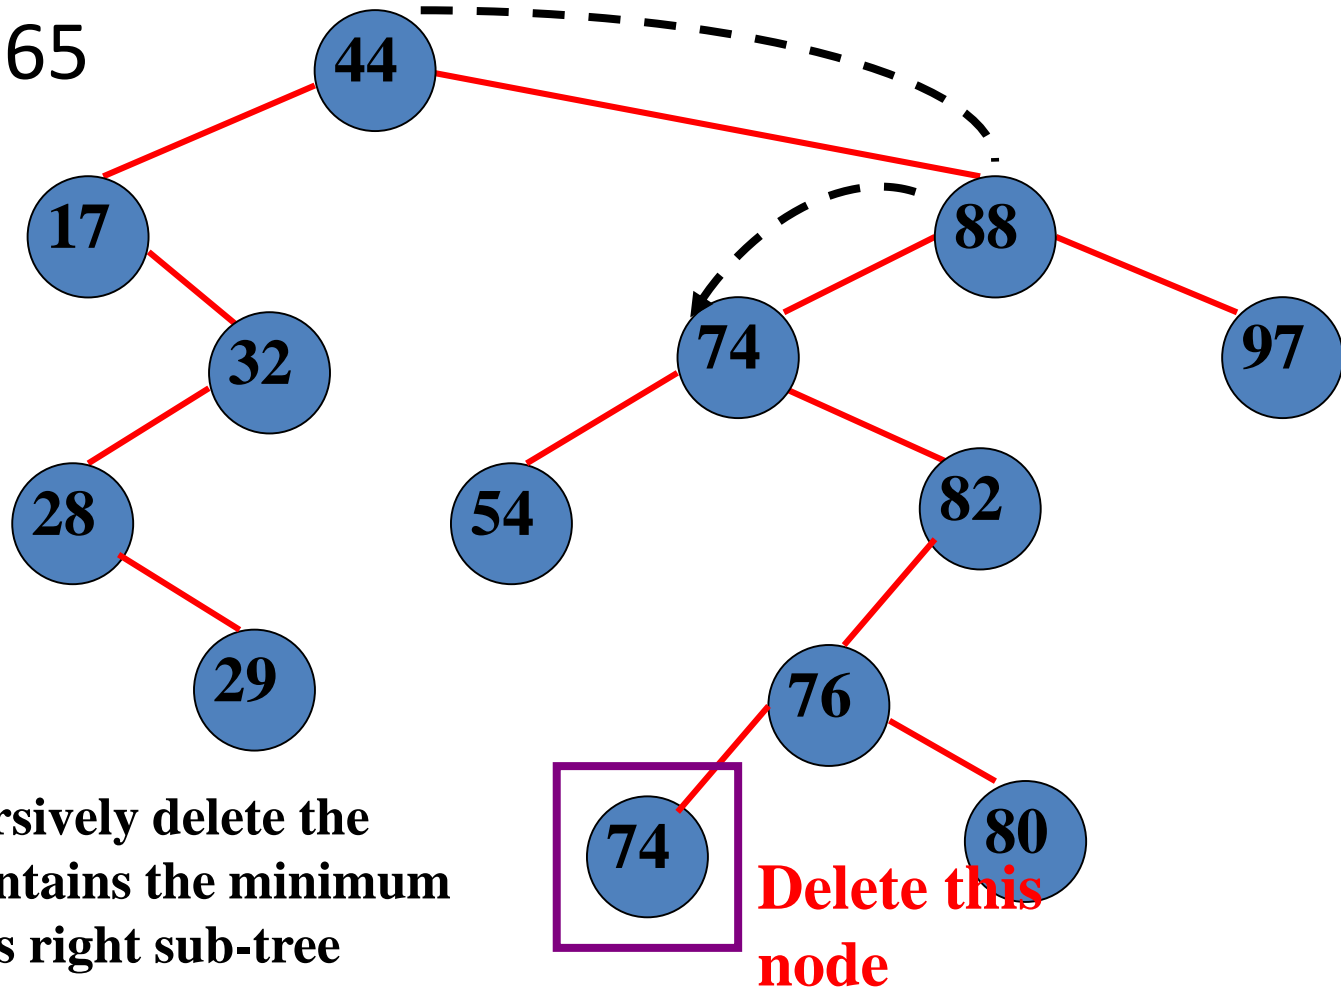 65
44
17
88
32
74
97
28
54
82
29
76
74
80
rsively delete the
ntains the minimum
s right sub-tree
Delete this
node